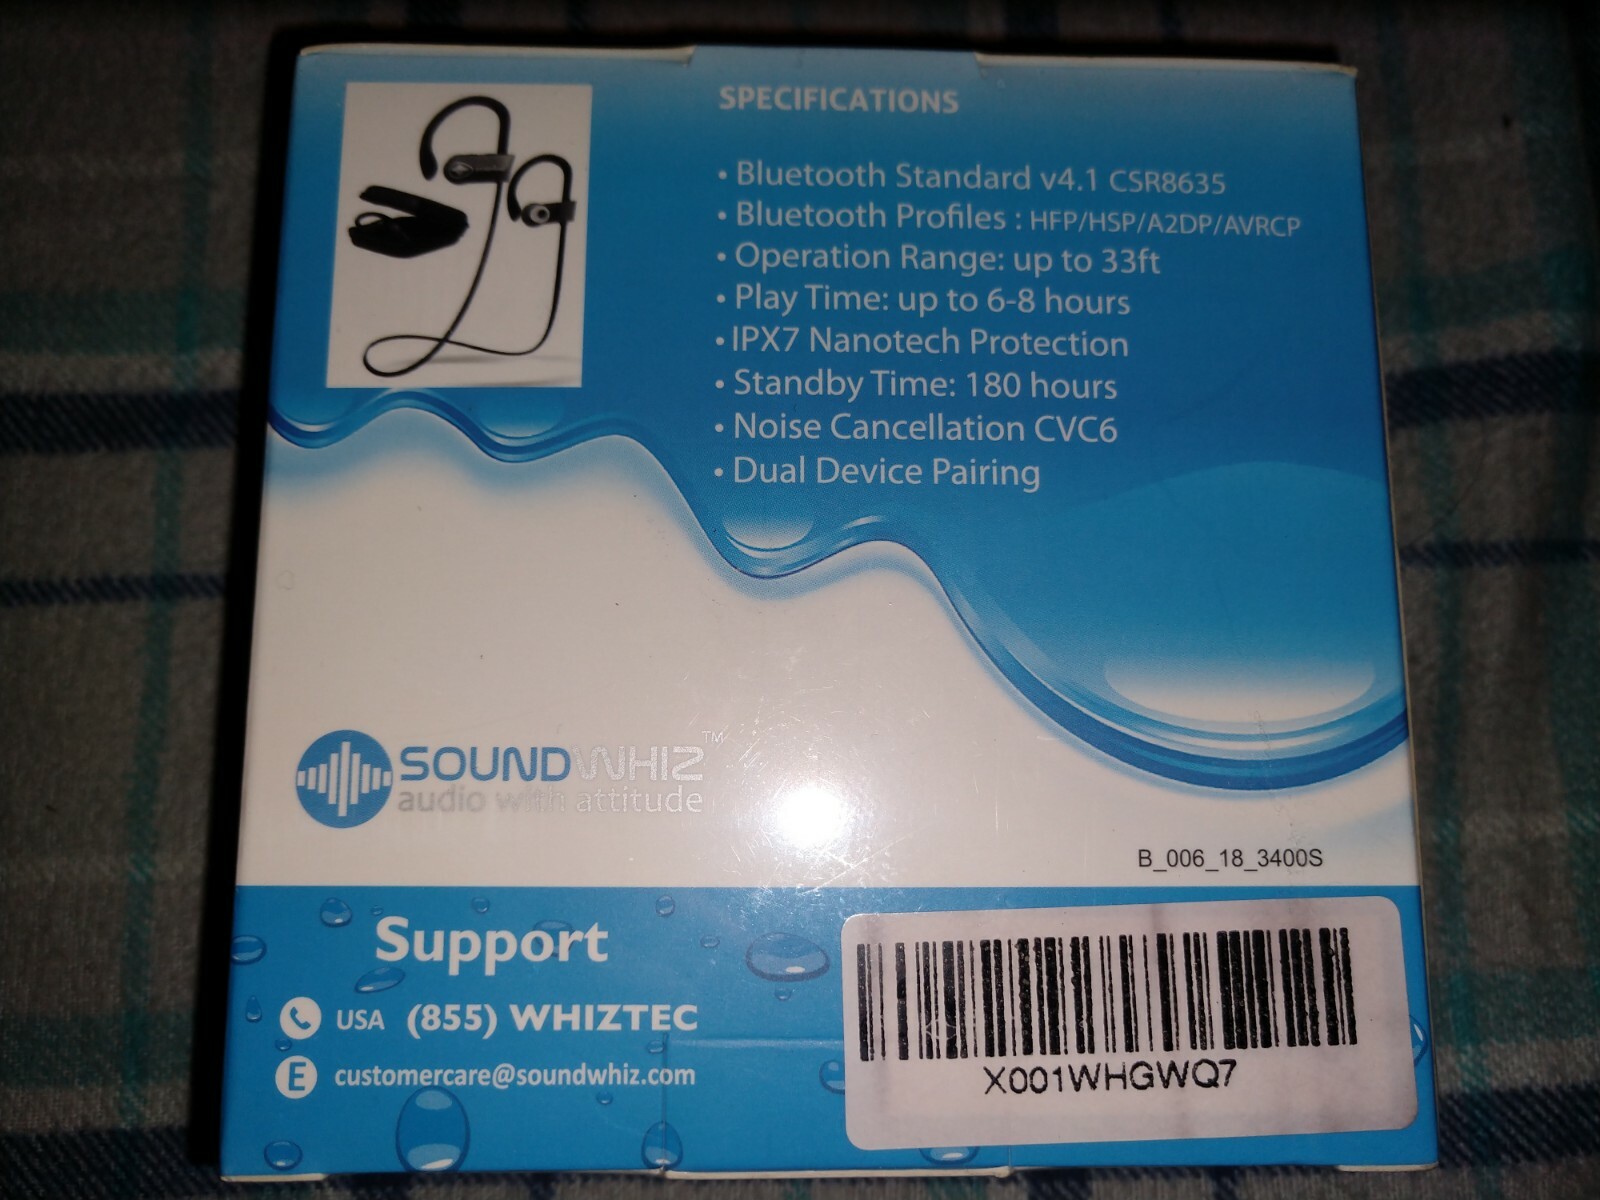 SPECIFICATIONS
• Bluetooth Standard v4.1 CSR8635
• Bluetooth Profiles : HFP/HSP/A2DP/AVRCP
• Operation Range: up to 33ft
• Play Time: up to 6-8 hours
• IPX7 Nanotech Protection
• Standby Time: 180 hours
• Noise Cancellation CVC6
• Dual Device Pairing
SOUNDWHIZ™
audio with attitude
B_006_18_3400S
Support
USA (855) WHIZTEC
E customercare@soundwhiz.com
X001WHGWQ7